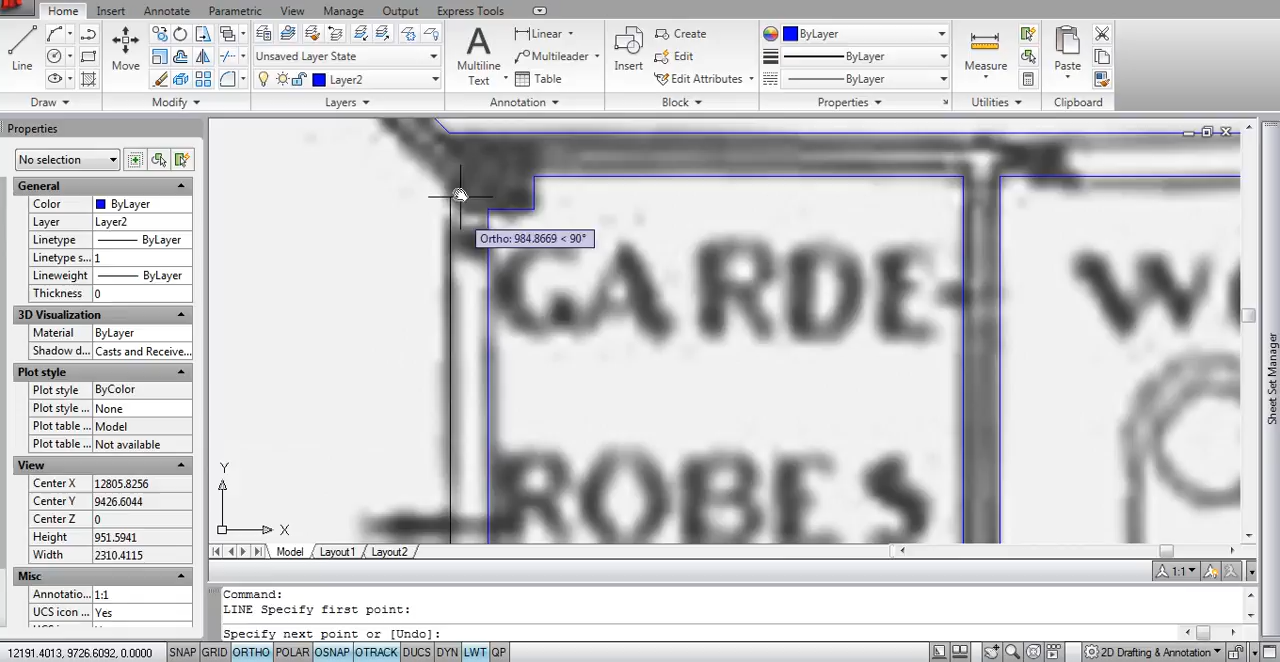 Home Insert Annotate Parametric View Manage Output Express Tools
Line
Move
Unsaved Layer State
Layer2
Multiline
Text
Linear
Multileader
Table
Insert
Create
Edit
Edit Attributes
ByLayer
ByLayer
ByLayer
Measure
Paste
Draw Modify Layers Annotation Block Properties Utilities Clipboard
Properties
No selection
General
Color ByLayer
Layer Layer2
Linetype ByLayer
Linetype s... 1
Lineweight ByLayer
Thickness 0
3D Visualization
Material ByLayer
Shadow d... Casts and Receive...
Plot style
Plot style ByColor
Plot style ... None
Plot table ... Model
Plot table ... Not available
View
Center X 12805.8256
Center Y 9426.6044
Center Z 0
Height 951.5941
Width 2310.4115
Misc
Annotatio... 1:1
UCS icon ... Yes
Ortho: 984.8669 < 90°
GARDE-
ROBES
Y
X
Model Layout1 Layout2
1:1
Sheet Set Manager
Command:
LINE Specify first point:
Specify next point or [Undo]:
12191.4013, 9726.6092, 0.0000 SNAP GRID ORTHO POLAR OSNAP OTRACK DUCS DYN LWT QP 2D Drafting & Annotation